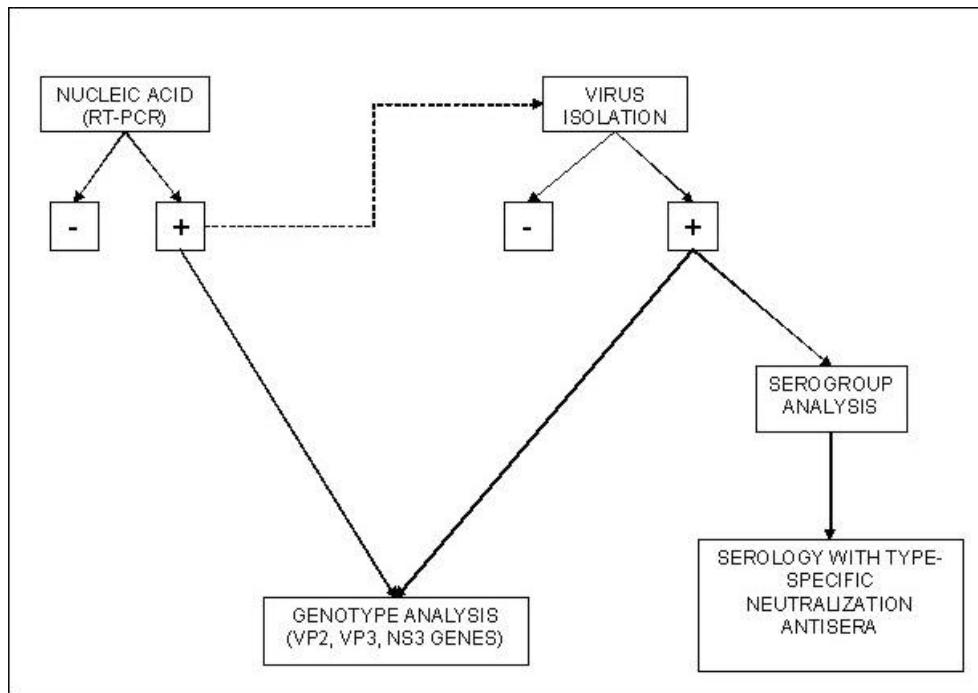 NUCLEIC ACID
(RT-PCR)
VIRUS
ISOLATION
-
+
-
+
SEROGROUP
ANALYSIS
SEROLOGY WITH TYPE-
SPECIFIC
NEUTRALIZATION
ANTISERA
GENOTYPE ANALYSIS
(VP2, VP3, NS3 GENES)